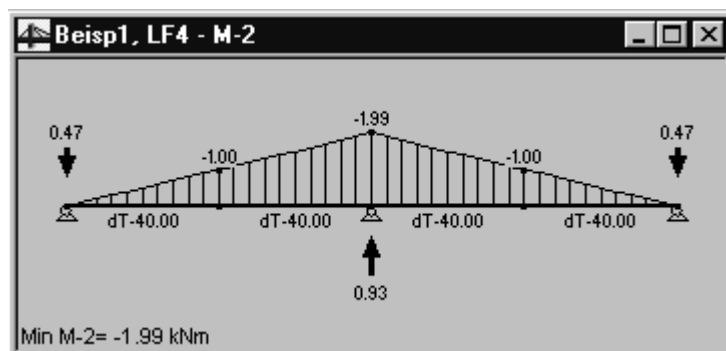 Beisp1, LF4 - M-2
-1.99
0.47 0.47
-1.00 -1.00
dT-40.00 dT-40.00 dT-40.00 dT-40.00
0.93
Min M-2= -1.99 kNm